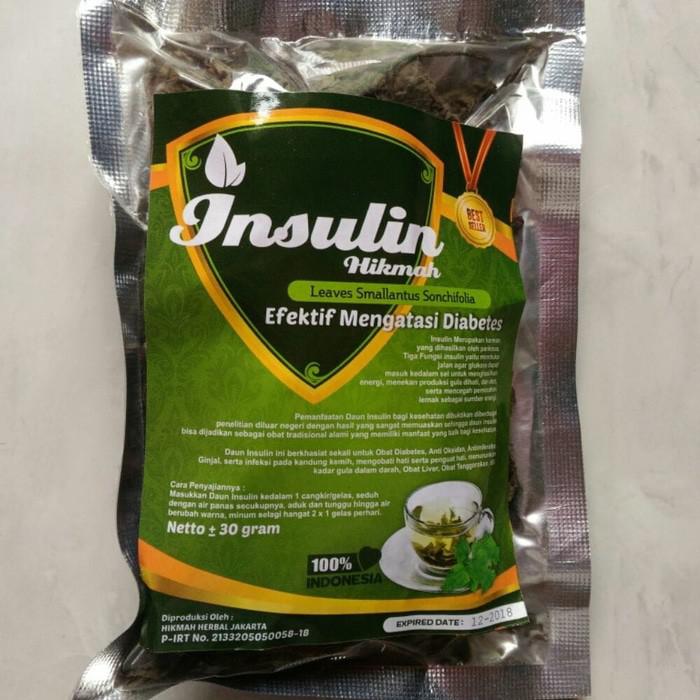 Insulin
Hikmah
BEST
SELLER
Leaves Smallantus Sonchifolia
Efektif Mengatasi Diabetes
Insulin Merupakan
yang dihasilkan oleh
Tiga Fungsi insulin yaitu membuka
jalan agar glukosa dapat
masuk kedalam sel untuk menghasilkan
energi, menekan produksi gula dihati, dan otot,
serta mencegah pemecahan
lemak sebagai sumber energi.
Pemanfaatan Daun Insulin bagi kesehatan dibuktikan diberbagai
penelitian diluar negeri dengan hasil yang sangat memuaskan sehingga daun insulin
bisa dijadikan sebagai obat tradisional alami yang memiliki manfaat yang baik bagi kesehatan
Daun Insulin ini berkhasiat sekali untuk Obat Diabetes, Anti Oksidan,
Ginjal, serta infeksi pada kandung kemih, mengobati hati serta penguat hati, menurunkan
kadar gula dalam darah, Obat Liver, Obat Tenggorokan,
Cara Penyajiannya :
Masukkan Daun Insulin kedalam 1 cangkir/gelas, seduh
dengan air panas secukupnya, aduk dan tunggu hingga air
berubah warna, minum selagi hangat 2 x 1 gelas perhari.
Netto ± 30 gram
100%
INDONESIA
Diproduksi Oleh :
HIKMAH HERBAL JAKARTA
P-IRT No. 2133205050058-18
EXPIRED DATE : 12-2018